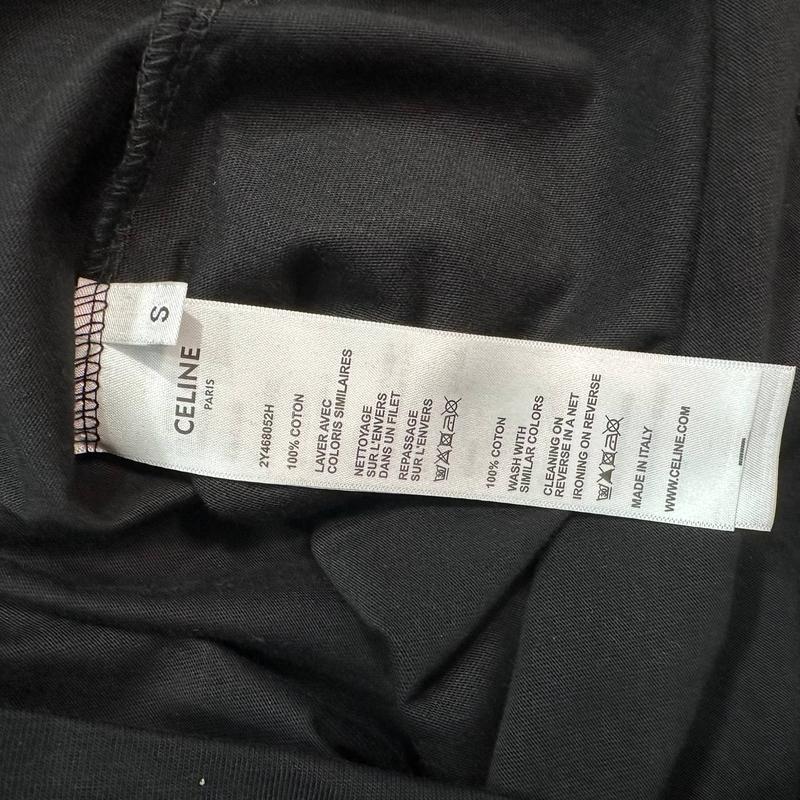 S
CELINE
PARIS
2Y468052H
100% COTON
LAVER AVEC
COLORIS SIMILAIRES
NETTOYAGE
SUR L'ENVERS
DANS UN FILET
REPASSAGE
SUR L'ENVERS
100% COTON
WASH WITH
SIMILAR COLORS
CLEANING ON
REVERSE IN A NET
IRONING ON REVERSE
MADE IN ITALY
WWW.CELINE.COM